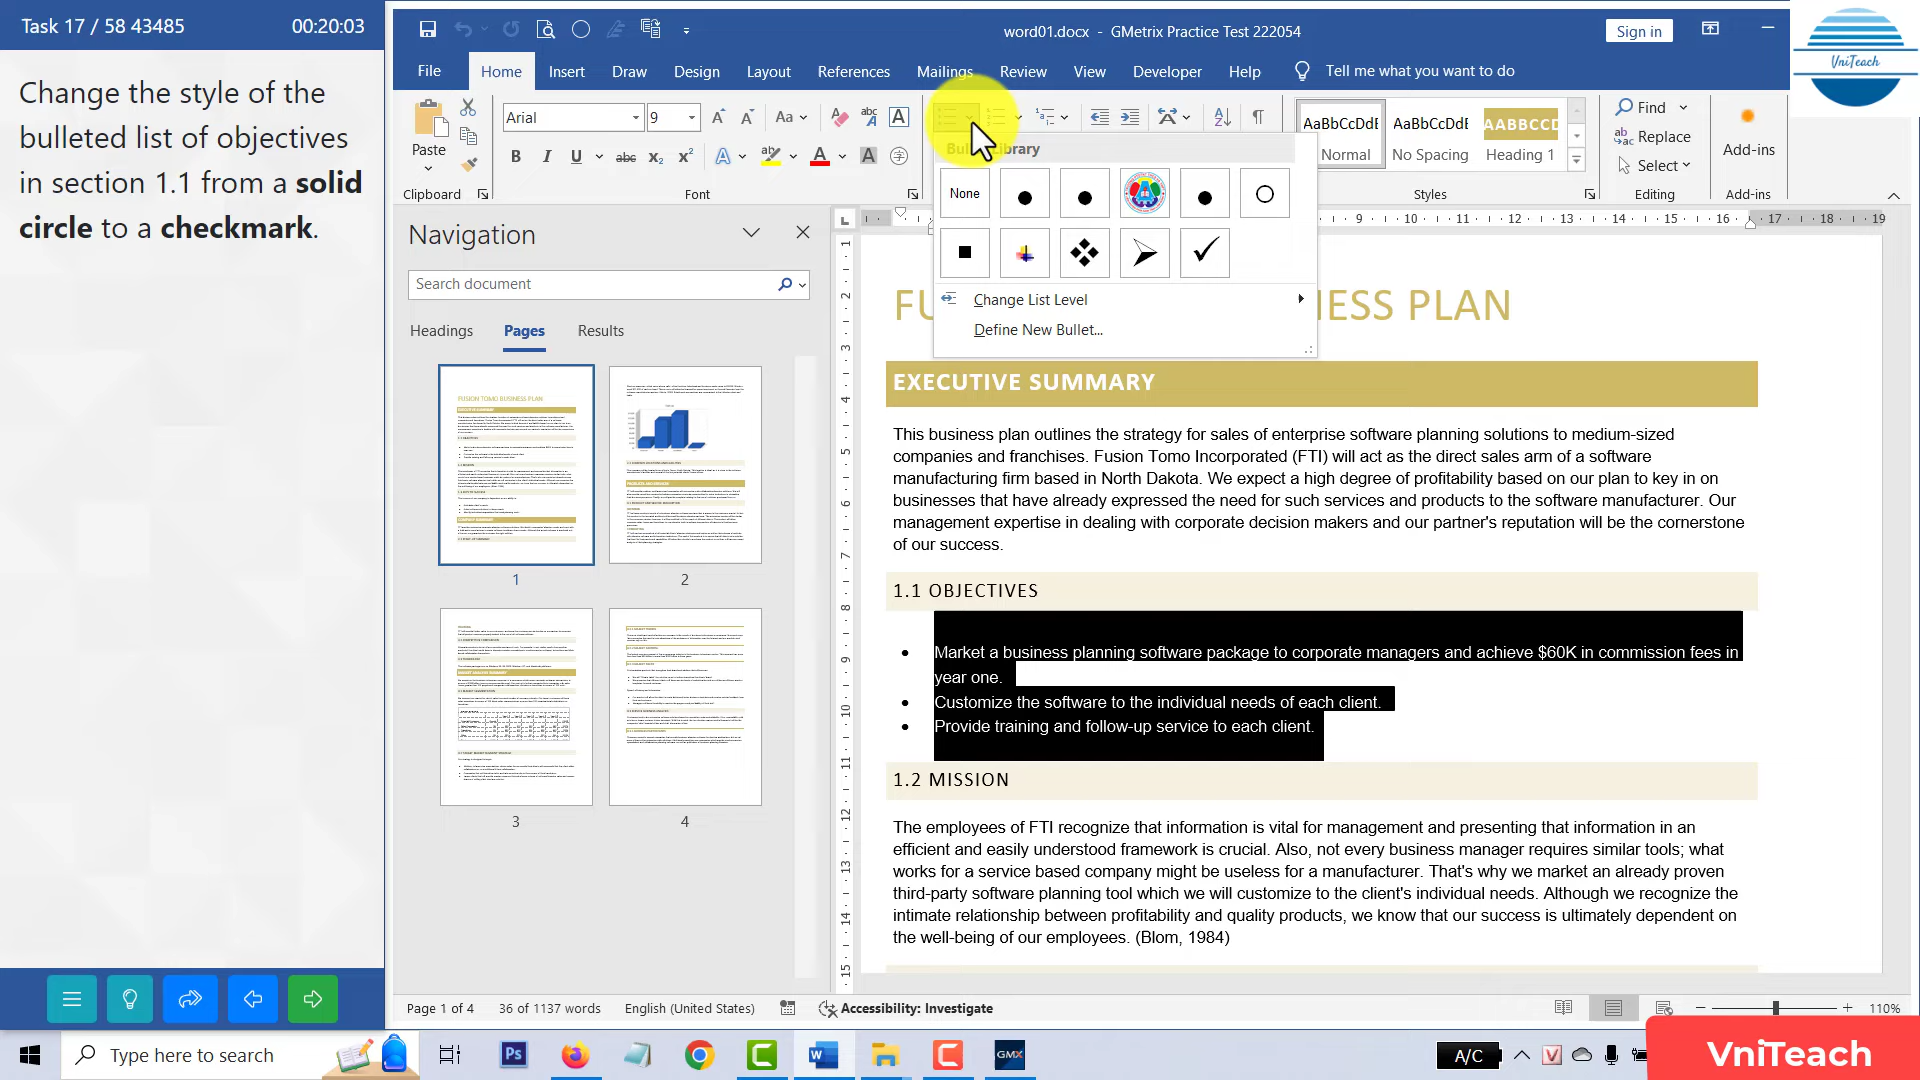 Task 17 / 58 43485
00:20:03
Change the style of the
bulleted list of objectives
in section 1.1 from a solid
circle to a checkmark.
word01.docx - GMetrix Practice Test 222054
Sign in
UniTeach
File
Home
Insert
Draw
Design
Layout
References
Mailings
Review
View
Developer
Help
Tell me what you want to do
Paste
Clipboard
Arial
9
Font
Library
None
Change List Level
Define New Bullet...
AaBbCcDdE
AaBbCcDdE
AABBCCD
Normal
No Spacing
Heading 1
Styles
Find
Replace
Select
Editing
Add-ins
Add-ins
Navigation
Search document
Headings
Pages
Results
1
2
3
4
BUSINESS PLAN
EXECUTIVE SUMMARY
This business plan outlines the strategy for sales of enterprise software planning solutions to medium-sized
companies and franchises. Fusion Tomo Incorporated (FTI) will act as the direct sales arm of a software
manufacturing firm based in North Dakota. We expect a high degree of profitability based on our plan to key in on
businesses that have already expressed the need for such services and products to the software manufacturer. Our
management expertise in dealing with corporate decision makers and our partner's reputation will be the cornerstone
of our success.
1.1 OBJECTIVES
• Market a business planning software package to corporate managers and achieve $60K in commission fees in
year one.
• Customize the software to the individual needs of each client.
• Provide training and follow-up service to each client.
1.2 MISSION
The employees of FTI recognize that information is vital for management and presenting that information in an
efficient and easily understood framework is crucial. Also, not every business manager requires similar tools; what
works for a service based company might be useless for a manufacturer. That's why we market an already proven
third-party software planning tool which we will customize to the client's individual needs. Although we recognize the
intimate relationship between profitability and quality products, we know that our success is ultimately dependent on
the well-being of our employees. (Blom, 1984)
Page 1 of 4
36 of 1137 words
English (United States)
Accessibility: Investigate
110%
Type here to search
A/C
VniTeach